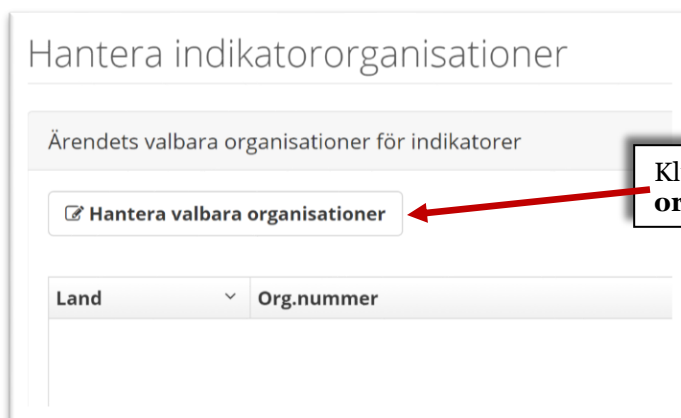 Hantera indikatororganisationer
Ärendets valbara organisationer för indikatorer
Hantera valbara organisationer
Land Org.nummer